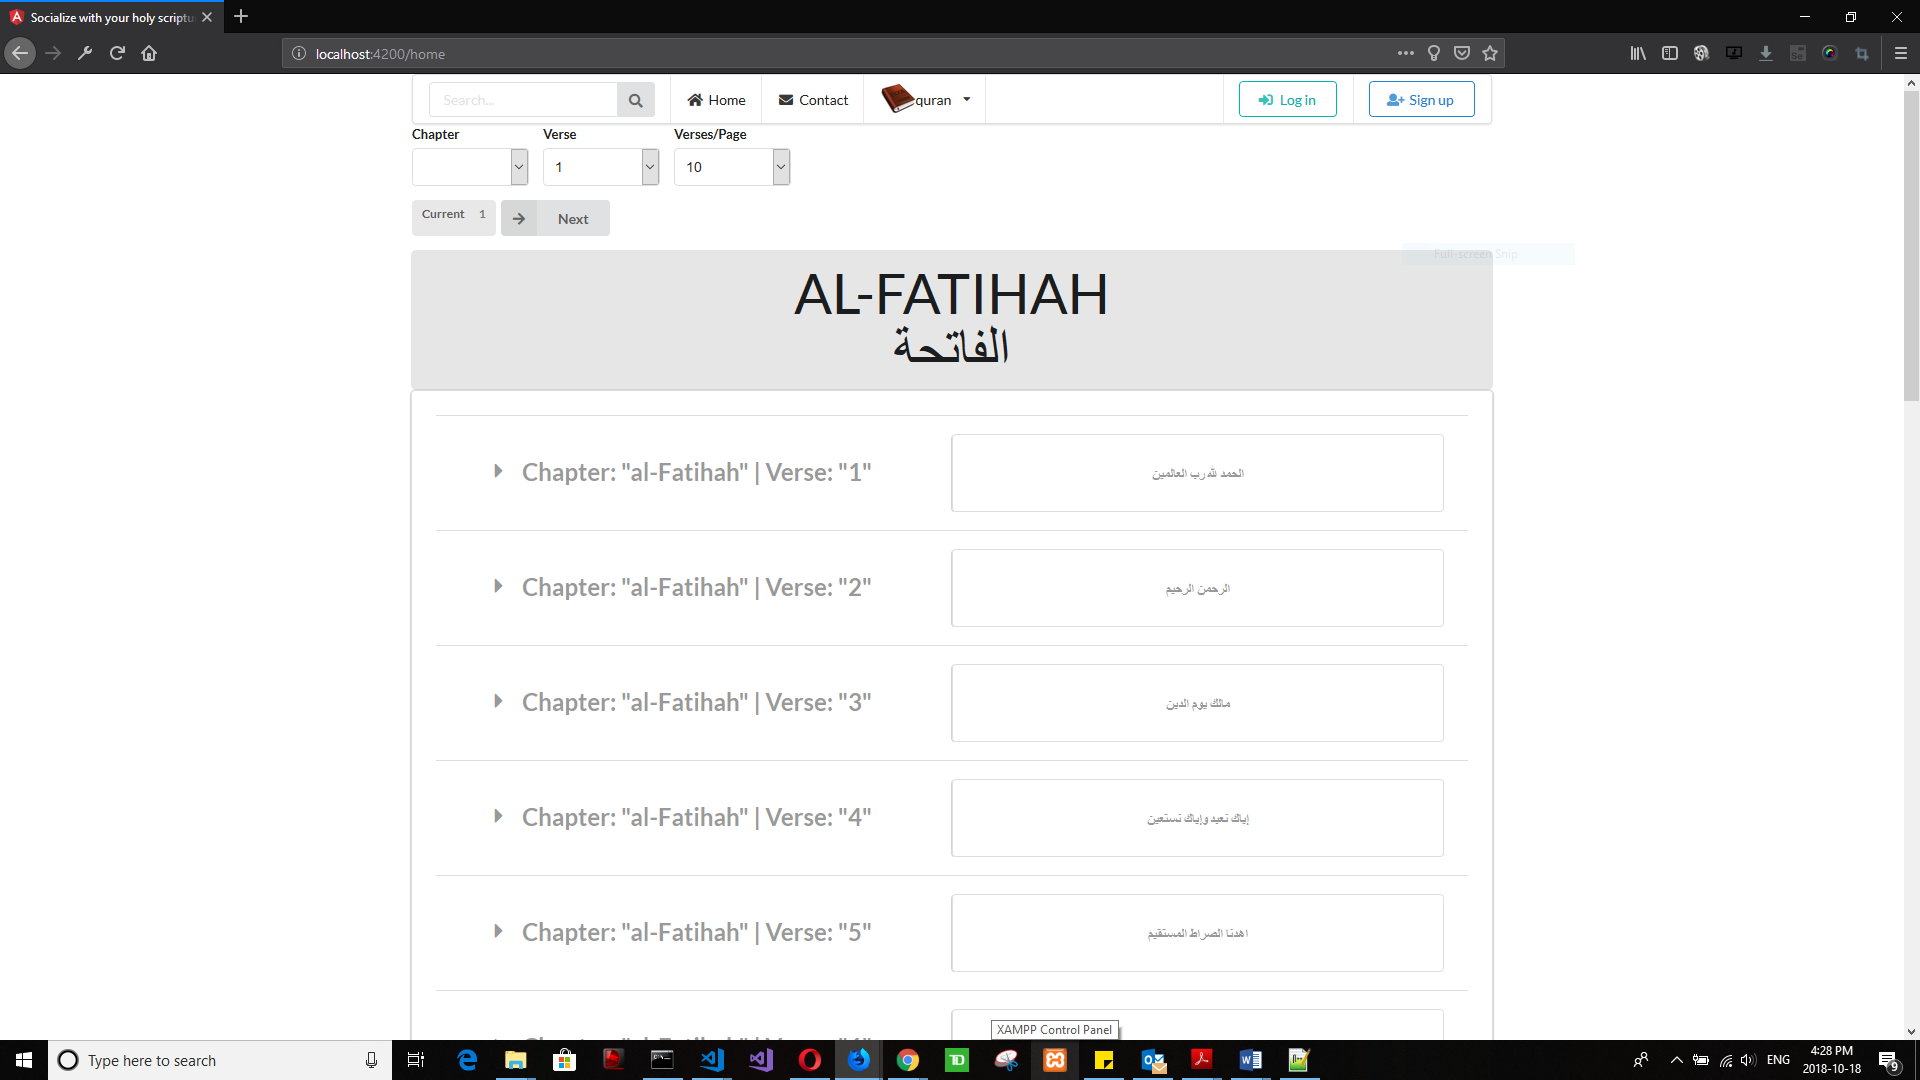 Socialize with your holy scriptu
localhost:4200/home
Search...
Home
Contact
quran
Log in
Sign up
Chapter
Verse
Verses/Page
1
10
Current 1
Next
Full-screen Snip
AL-FATIHAH
الفاتحة
Chapter: "al-Fatihah" | Verse: "1"
الحمد لله رب العالمين
Chapter: "al-Fatihah" | Verse: "2"
الرحمن الرحيم
Chapter: "al-Fatihah" | Verse: "3"
مالك يوم الدين
Chapter: "al-Fatihah" | Verse: "4"
إياك نعبد وإياك نستعين
Chapter: "al-Fatihah" | Verse: "5"
اهدنا الصراط المستقيم
XAMPP Control Panel
Type here to search
TD
ENG
4:28 PM
2018-10-18
9